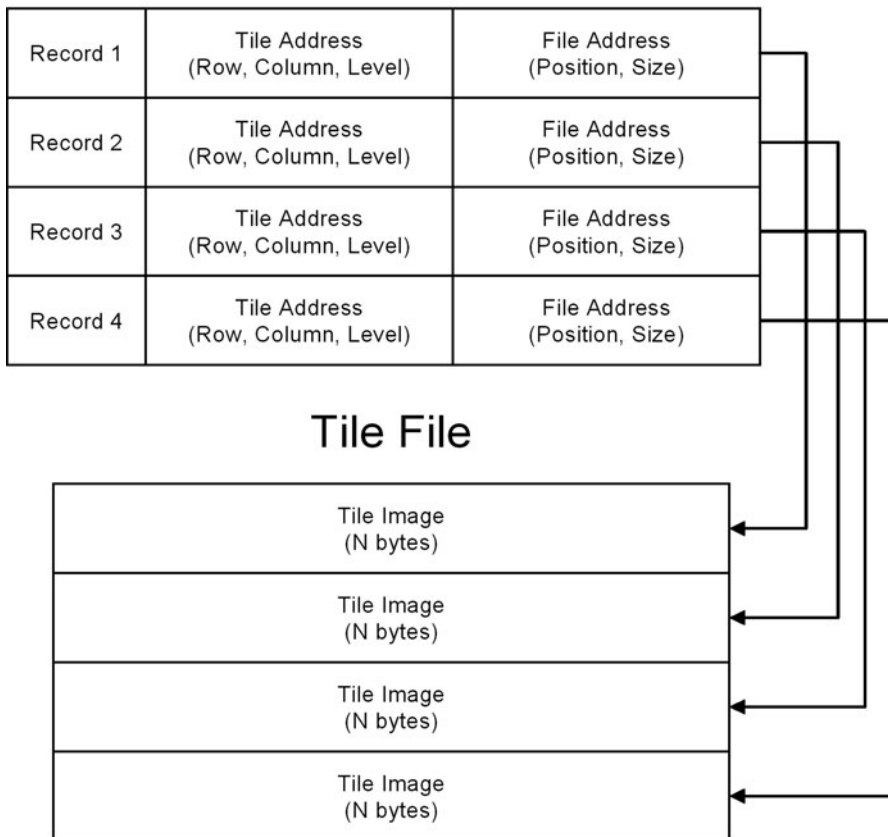 Record 1
Tile Address
(Row, Column, Level)
File Address
(Position, Size)
Record 2
Tile Address
(Row, Column, Level)
File Address
(Position, Size)
Record 3
Tile Address
(Row, Column, Level)
File Address
(Position, Size)
Record 4
Tile Address
(Row, Column, Level)
File Address
(Position, Size)
Tile File
Tile Image
(N bytes)
Tile Image
(N bytes)
Tile Image
(N bytes)
Tile Image
(N bytes)